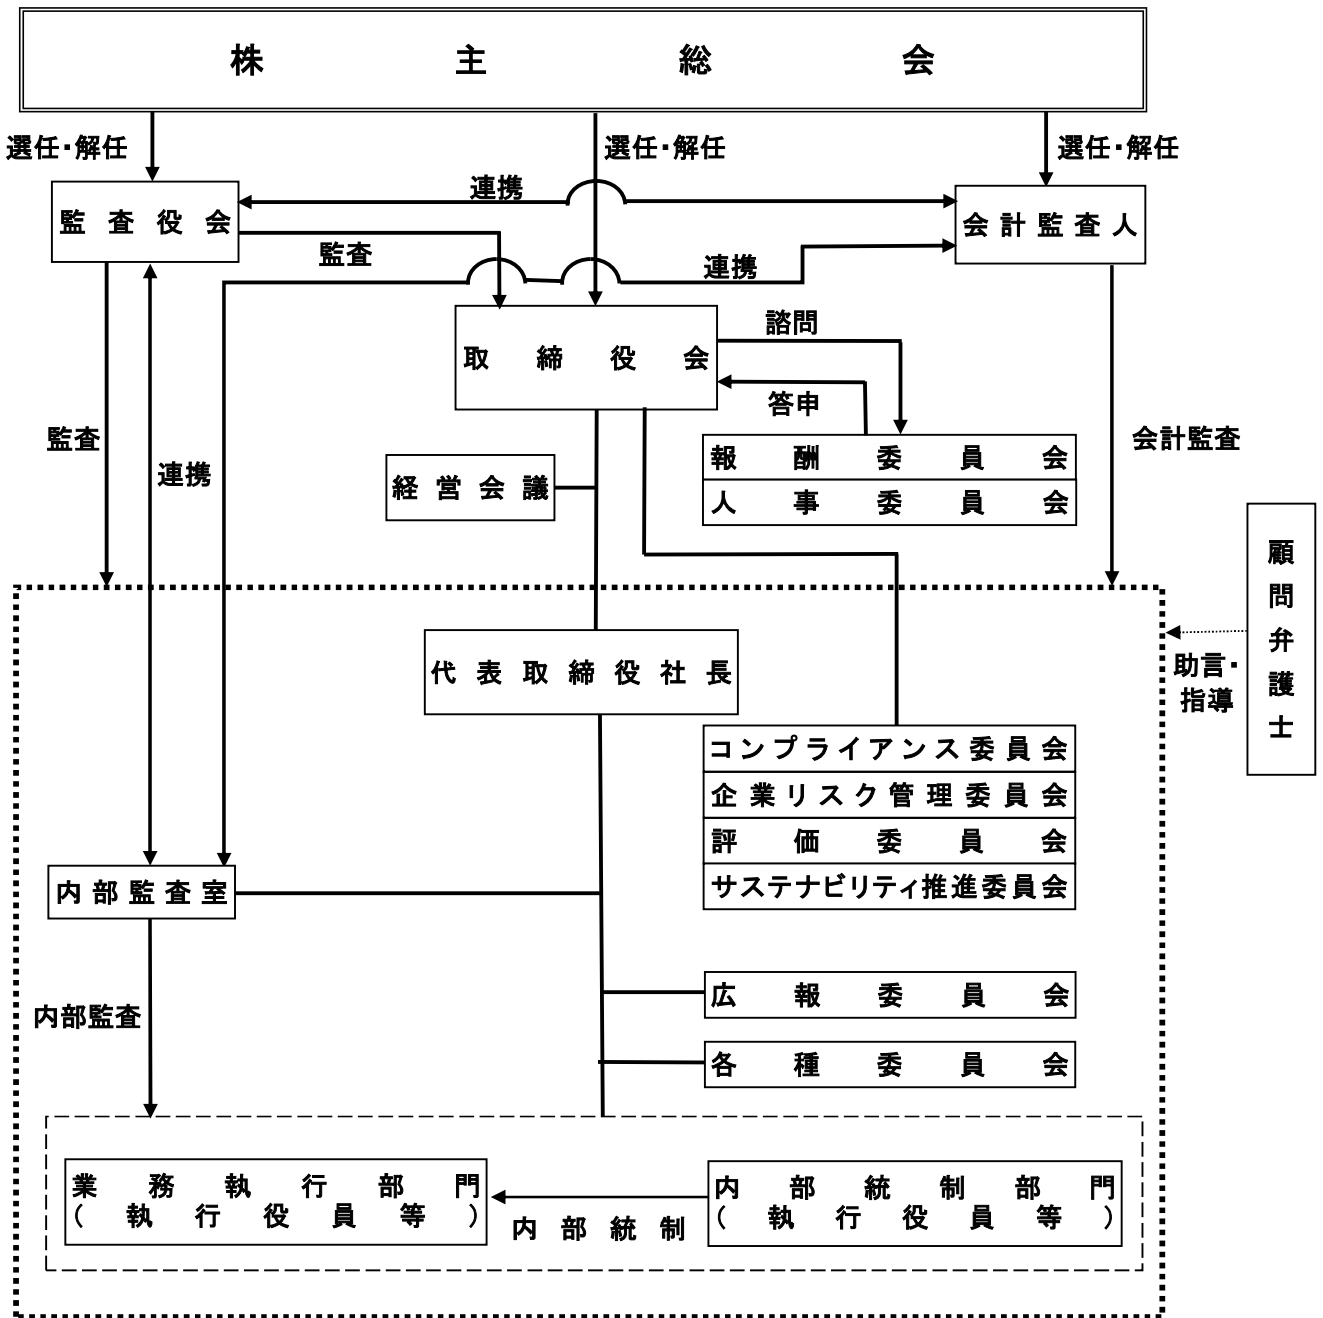 株主総会
選任・解任
選任・解任
選任・解任
連携
監査役会
会計監査人
監査
連携
諮問
取締役会
答申
監査
会計監査
報酬委員会
連携
経営会議
人事委員会
顧問弁護士
助言・
指導
代表取締役社長
コンプライアンス委員会
企業リスク管理委員会
評価委員会
内部監査室
サステナビリティ推進委員会
広報委員会
内部監査
各種委員会
業務執行部門
(執行役員等)
内部統制
内部統制部門
(執行役員等)